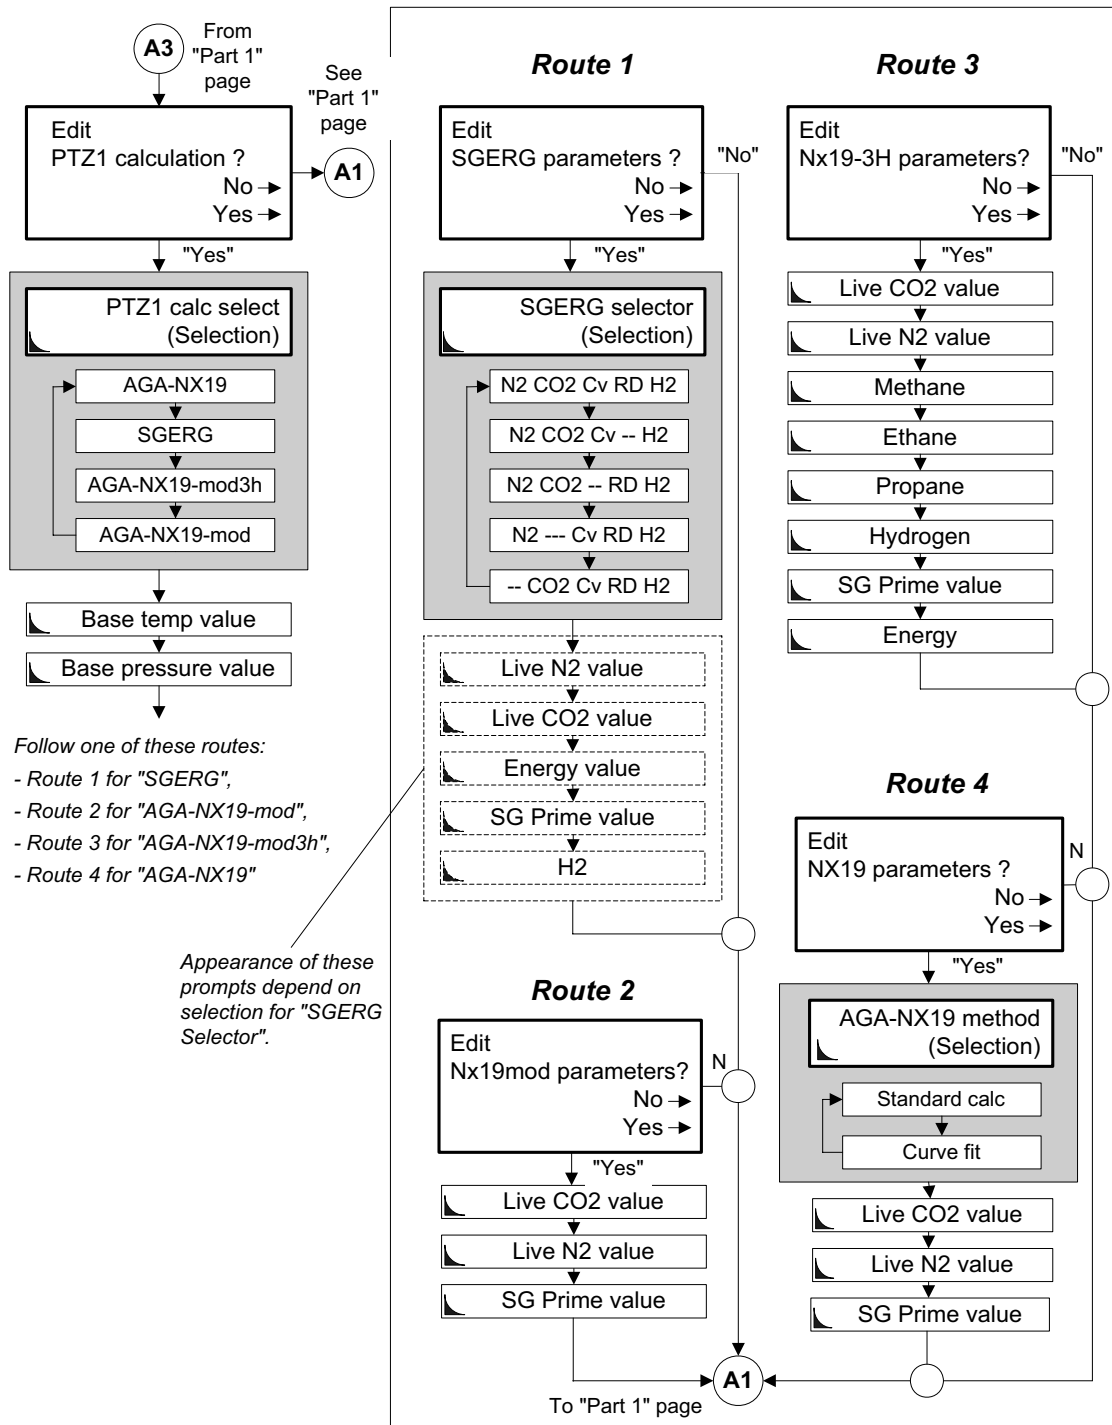 A3
From
"Part 1"
page
See
"Part 1"
page
A1
Edit
PTZ1 calculation ?
No
Yes
"Yes"
PTZ1 calc select
(Selection)
AGA-NX19
SGERG
AGA-NX19-mod3h
AGA-NX19-mod
Base temp value
Base pressure value
Follow one of these routes:
- Route 1 for "SGERG",
- Route 2 for "AGA-NX19-mod",
- Route 3 for "AGA-NX19-mod3h",
- Route 4 for "AGA-NX19"
Appearance of these
prompts depend on
selection for "SGERG
Selector".
Route 1
Edit
SGERG parameters ?
No
Yes
"No"
"Yes"
SGERG selector
(Selection)
N2 CO2 Cv RD H2
N2 CO2 Cv -- H2
N2 CO2 -- RD H2
N2 --- Cv RD H2
-- CO2 Cv RD H2
Live N2 value
Live CO2 value
Energy value
SG Prime value
H2
Route 2
Edit
Nx19mod parameters?
No
Yes
N
"Yes"
Live CO2 value
Live N2 value
SG Prime value
A1
To "Part 1" page
Route 3
Edit
Nx19-3H parameters?
No
Yes
"No"
"Yes"
Live CO2 value
Live N2 value
Methane
Ethane
Propane
Hydrogen
SG Prime value
Energy
Route 4
Edit
NX19 parameters ?
No
Yes
N
"Yes"
AGA-NX19 method
(Selection)
Standard calc
Curve fit
Live CO2 value
Live N2 value
SG Prime value